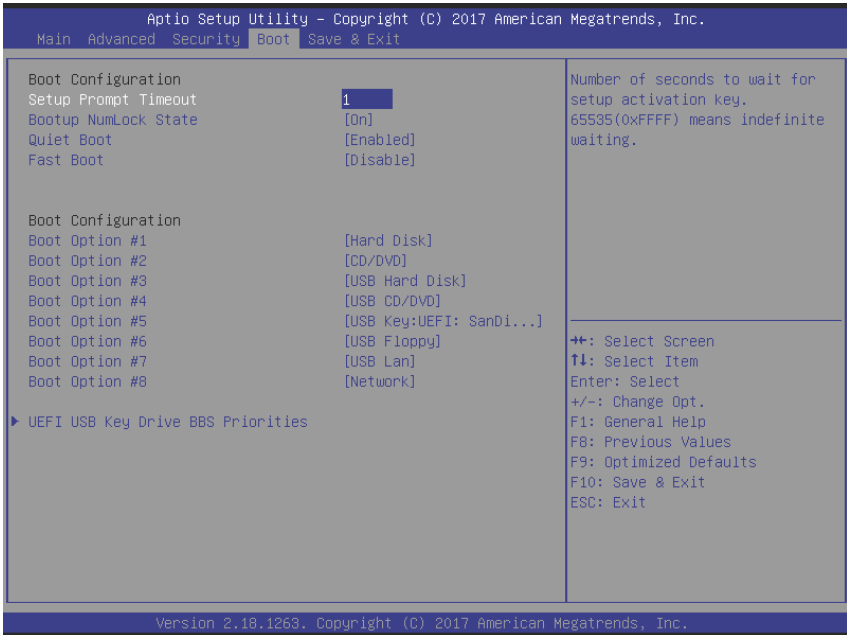 Aptio Setup Utility – Copyright (C) 2017 American Megatrends, Inc.
Main Advanced Security Boot Save & Exit
Boot Configuration
Setup Prompt Timeout 1
Bootup NumLock State [On]
Quiet Boot [Enabled]
Fast Boot [Disable]
Boot Configuration
Boot Option #1 [Hard Disk]
Boot Option #2 [CD/DVD]
Boot Option #3 [USB Hard Disk]
Boot Option #4 [USB CD/DVD]
Boot Option #5 [USB Key:UEFI: SanDi...]
Boot Option #6 [USB Floppy]
Boot Option #7 [USB Lan]
Boot Option #8 [Network]
UEFI USB Key Drive BBS Priorities
Number of seconds to wait for
setup activation key.
65535(0xFFFF) means indefinite
waiting.
→←: Select Screen
↑↓: Select Item
Enter: Select
+/-: Change Opt.
F1: General Help
F8: Previous Values
F9: Optimized Defaults
F10: Save & Exit
ESC: Exit
Version 2.18.1263. Copyright (C) 2017 American Megatrends, Inc.